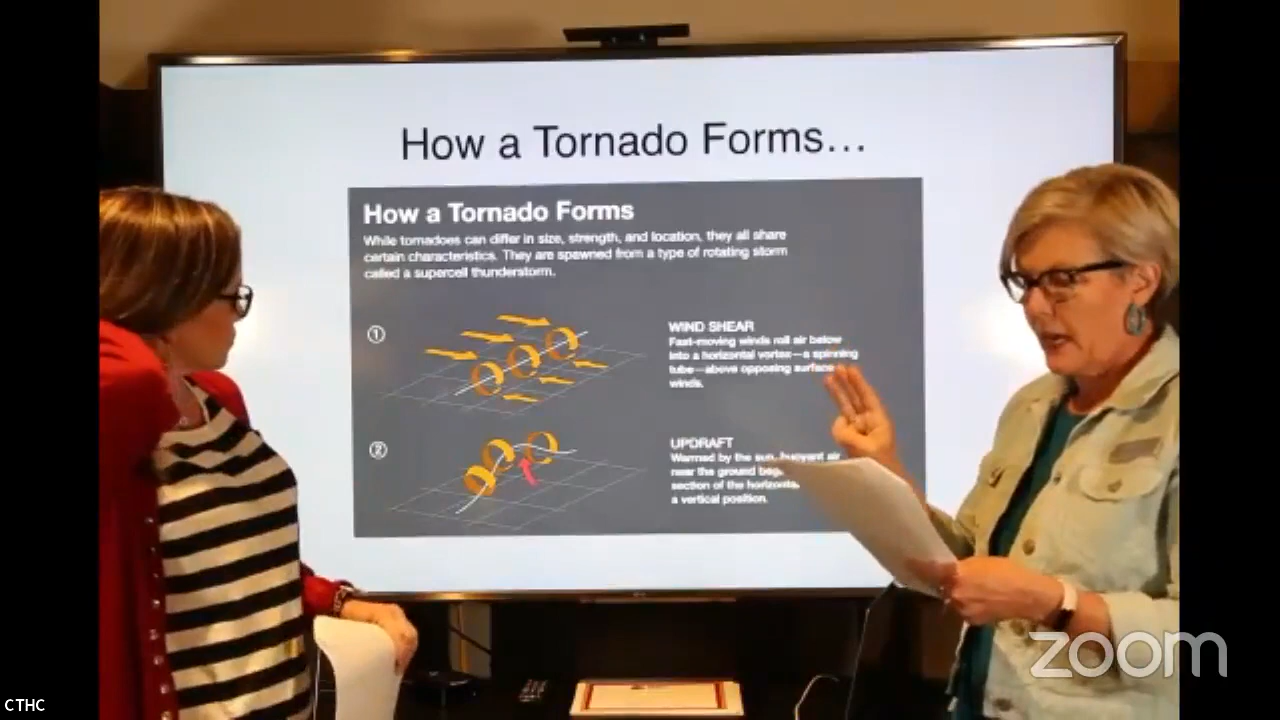 How a Tornado Forms...
How a Tornado Forms
While tornadoes can differ in size, strength, and location, they all share
certain characteristics. They are spawned from a type of rotating storm
called a supercell thunderstorm.
①
WIND SHEAR
Fast-moving winds roll air below
into a horizontal vortex—a spinning
tube—above opposing surface
winds.
②
UPDRAFT
Warmed by the sun, buoyant air
near the ground
section of the
a vertical position.
zoom
CTHC